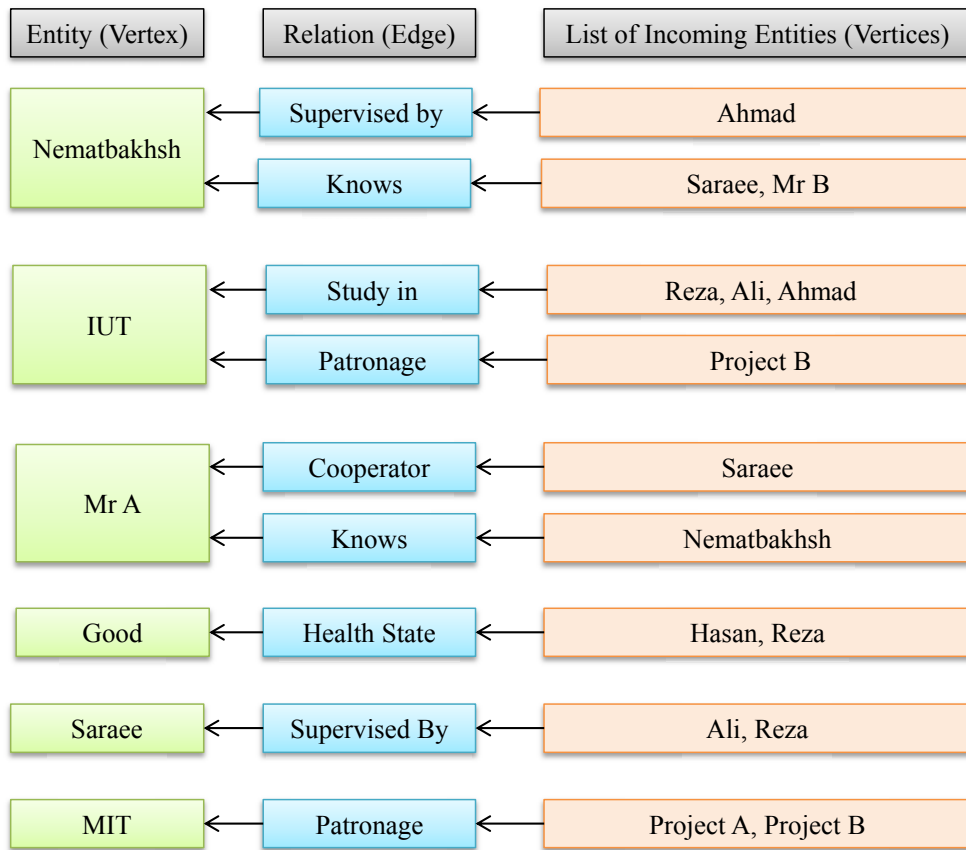 Entity (Vertex)
Relation (Edge)
List of Incoming Entities (Vertices)
Nematbakhsh
Supervised by
Ahmad
Knows
Saraee, Mr B
IUT
Study in
Reza, Ali, Ahmad
Patronage
Project B
Mr A
Cooperator
Saraee
Knows
Nematbakhsh
Good
Health State
Hasan, Reza
Saraee
Supervised By
Ali, Reza
MIT
Patronage
Project A, Project B